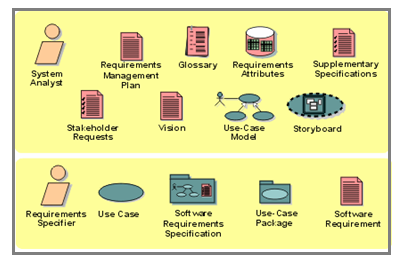 System
Analyst
Requirements
Management
Plan
Glossary
Requirements
Attributes
Supplementary
Specifications
Stakeholder
Requests
Vision
Use-Case
Model
Storyboard
Requirements
Specifier
Use Case
Software
Requirements
Specification
Use-Case
Package
Software
Requirement